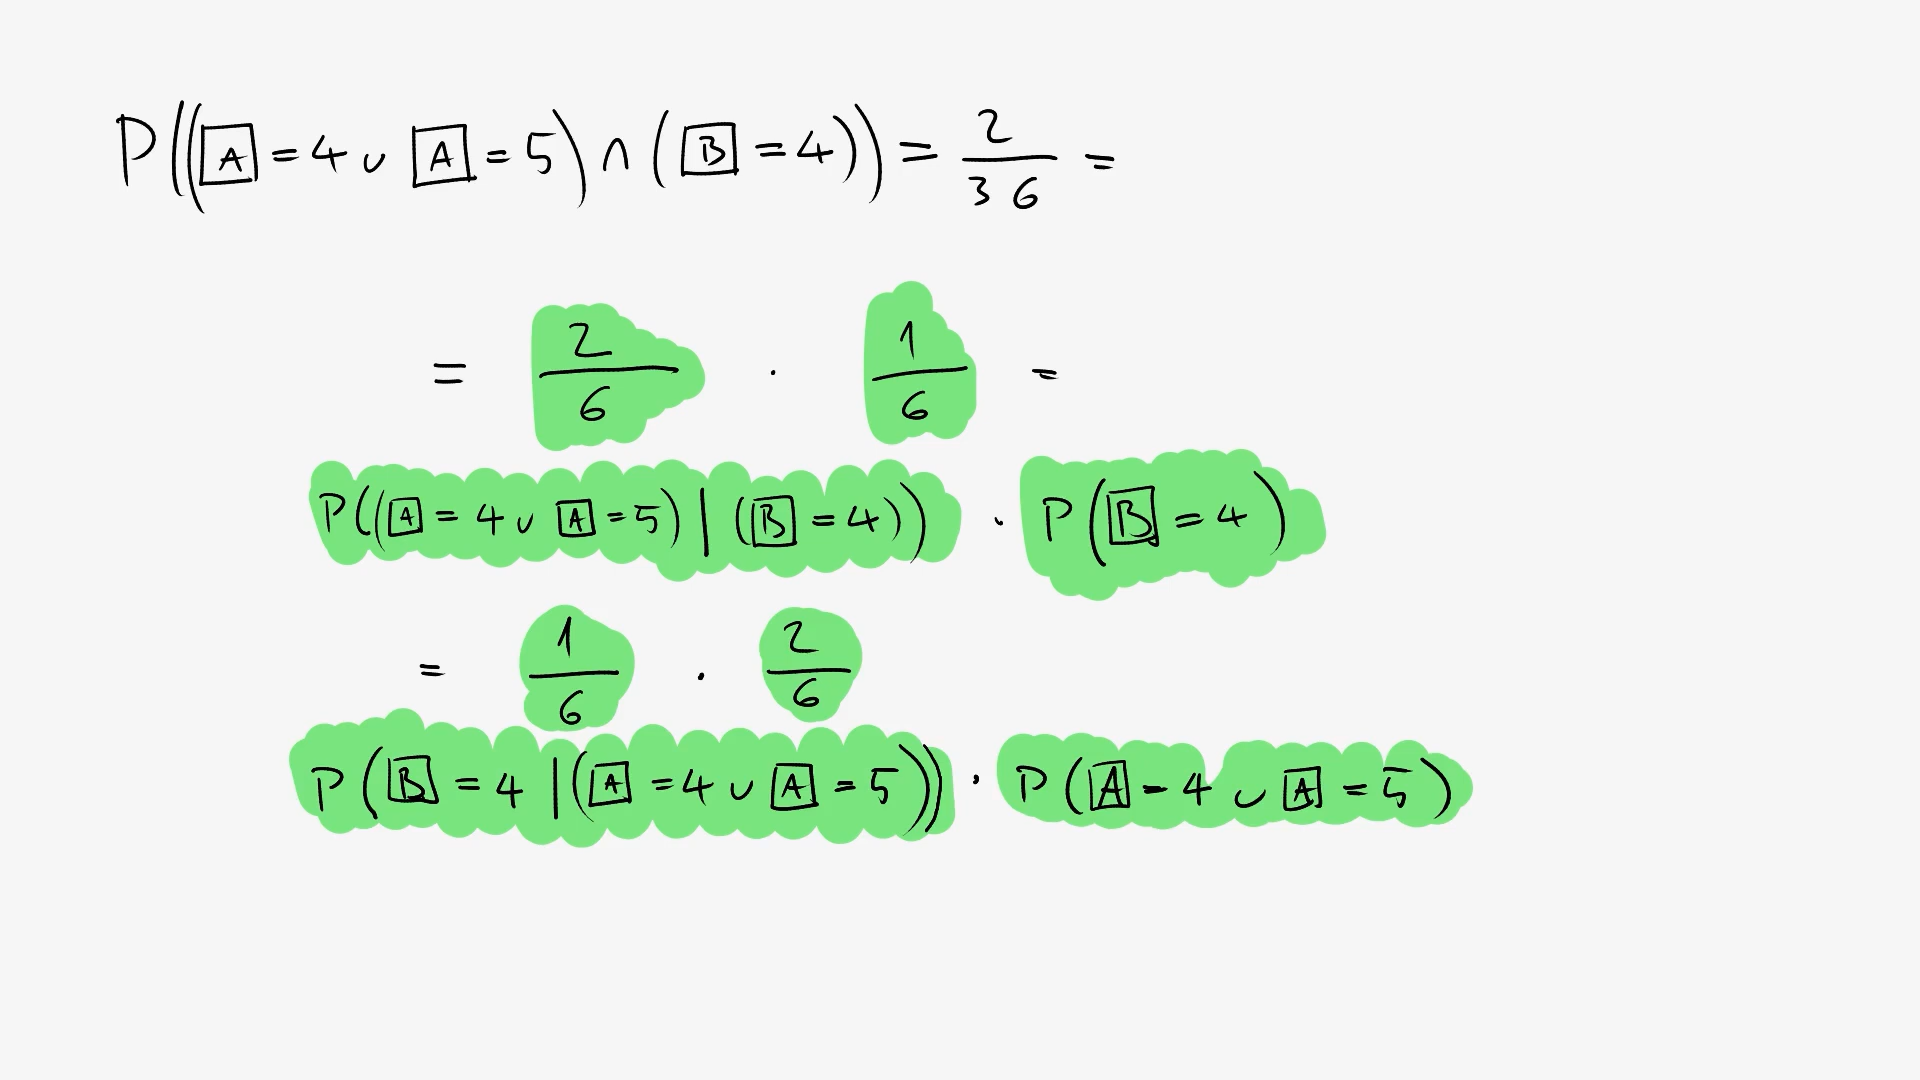 P((A = 4 ∪ A = 5) ∩ (B = 4)) = 2/36 =
= 2/6 · 1/6 =
P((A = 4 ∪ A = 5) | (B = 4)) · P(B = 4)
= 1/6 · 2/6
P(B = 4 | (A = 4 ∪ A = 5)) · P(A = 4 ∪ A = 5)